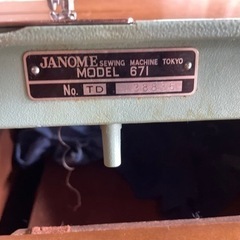 JANOME SEWING MACHINE TOKYO
MODEL 671
No. TD